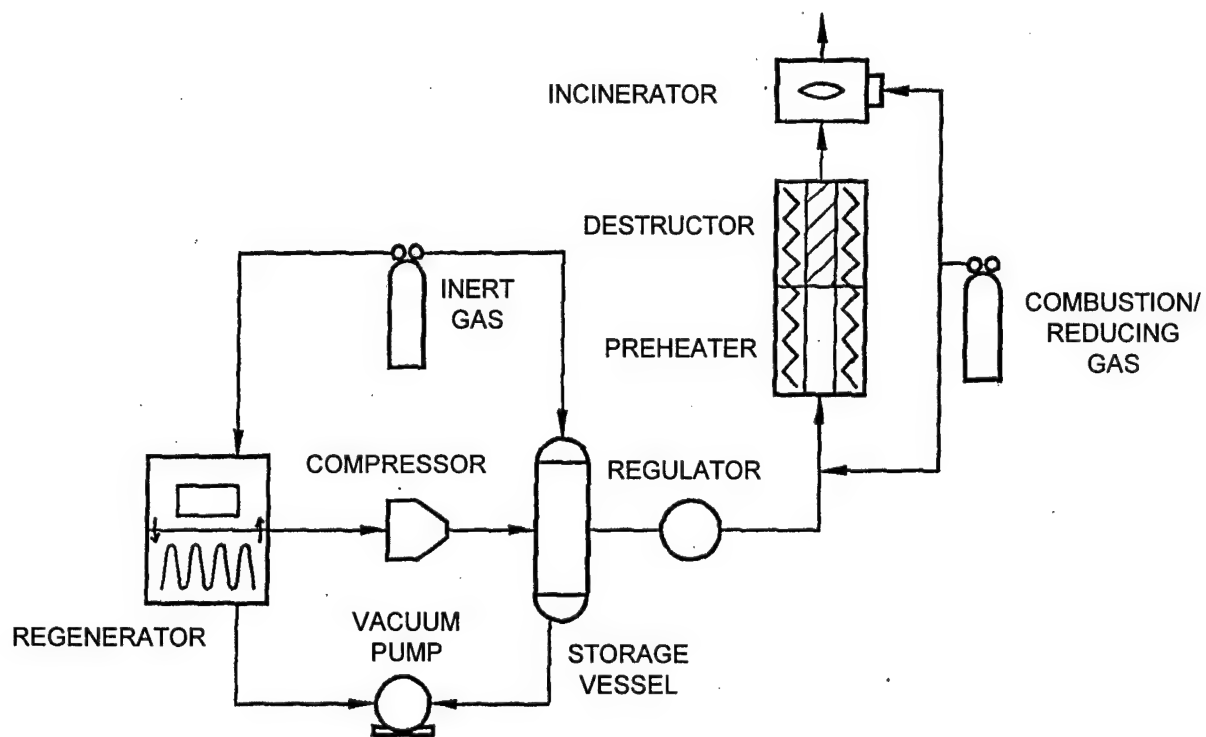 INCINERATOR
DESTRUCTOR
INERT
GAS
PREHEATER
COMBUSTION/
REDUCING
GAS
COMPRESSOR
REGULATOR
REGENERATOR
VACUUM
PUMP
STORAGE
VESSEL